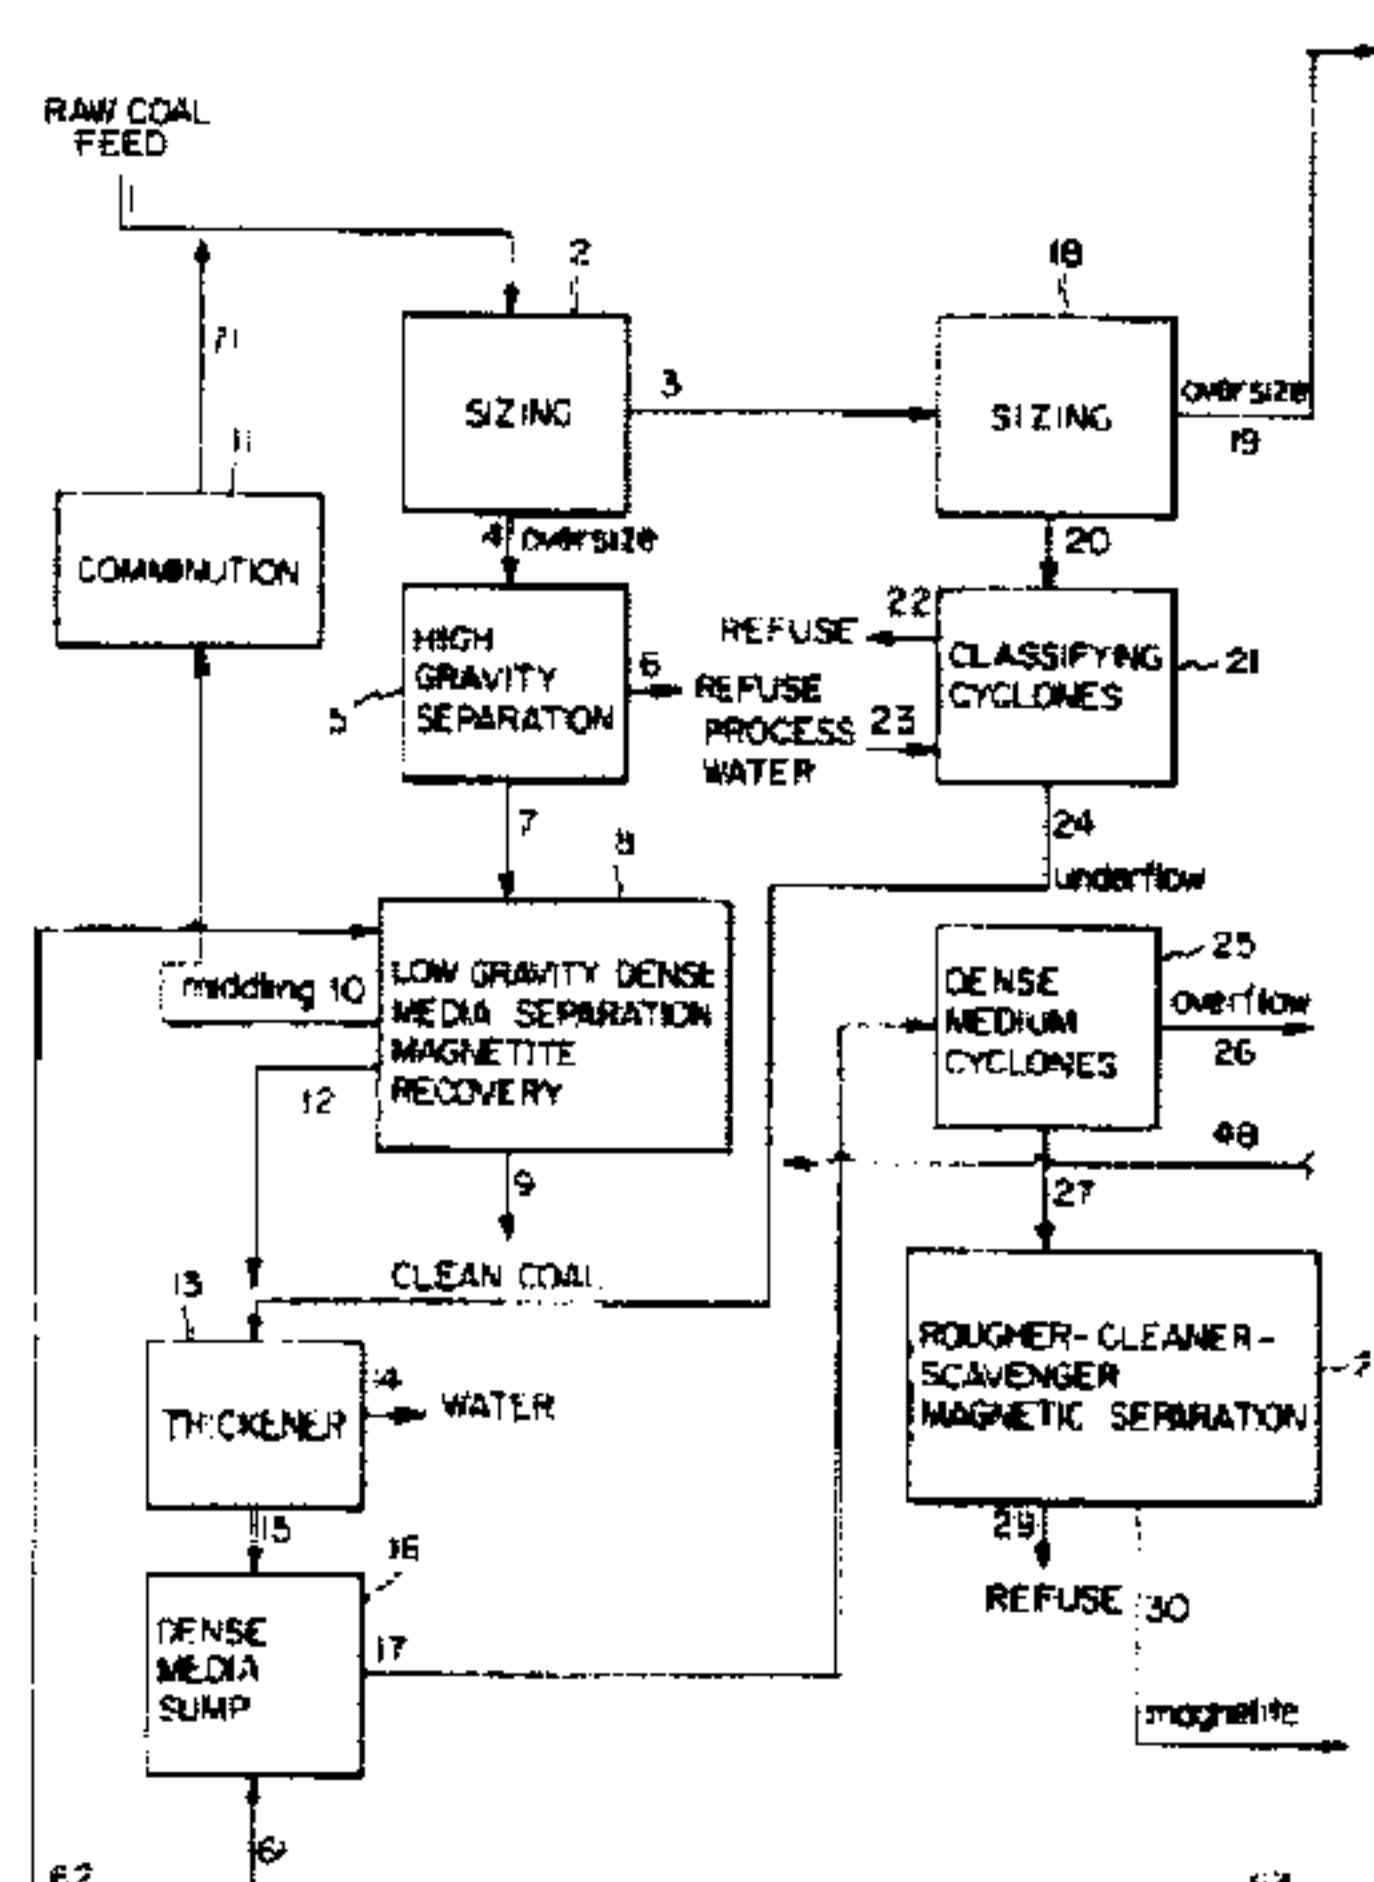 RAW COAL
FEED
1
2
18
71
3
oversize
19
SIZING
SIZING
11
4
oversize
20
COMMINUTION
22
REFUSE
HIGH
GRAVITY
SEPARATION
5
6
REFUSE
PROCESS
WATER
23
CLASSIFYING
CYCLONES
21
7
8
24
underflow
middling 10
LOW GRAVITY DENSE
MEDIA SEPARATION
MAGNETITE
RECOVERY
DENSE
MEDIUM
CYCLONES
25
overflow
26
12
48
9
27
CLEAN COAL
13
14
WATER
THICKENER
ROUGHER-CLEANER-
SCAVENGER
MAGNETIC SEPARATION
15
16
29
REFUSE
30
DENSE
MEDIA
SUMP
17
magnetite
62